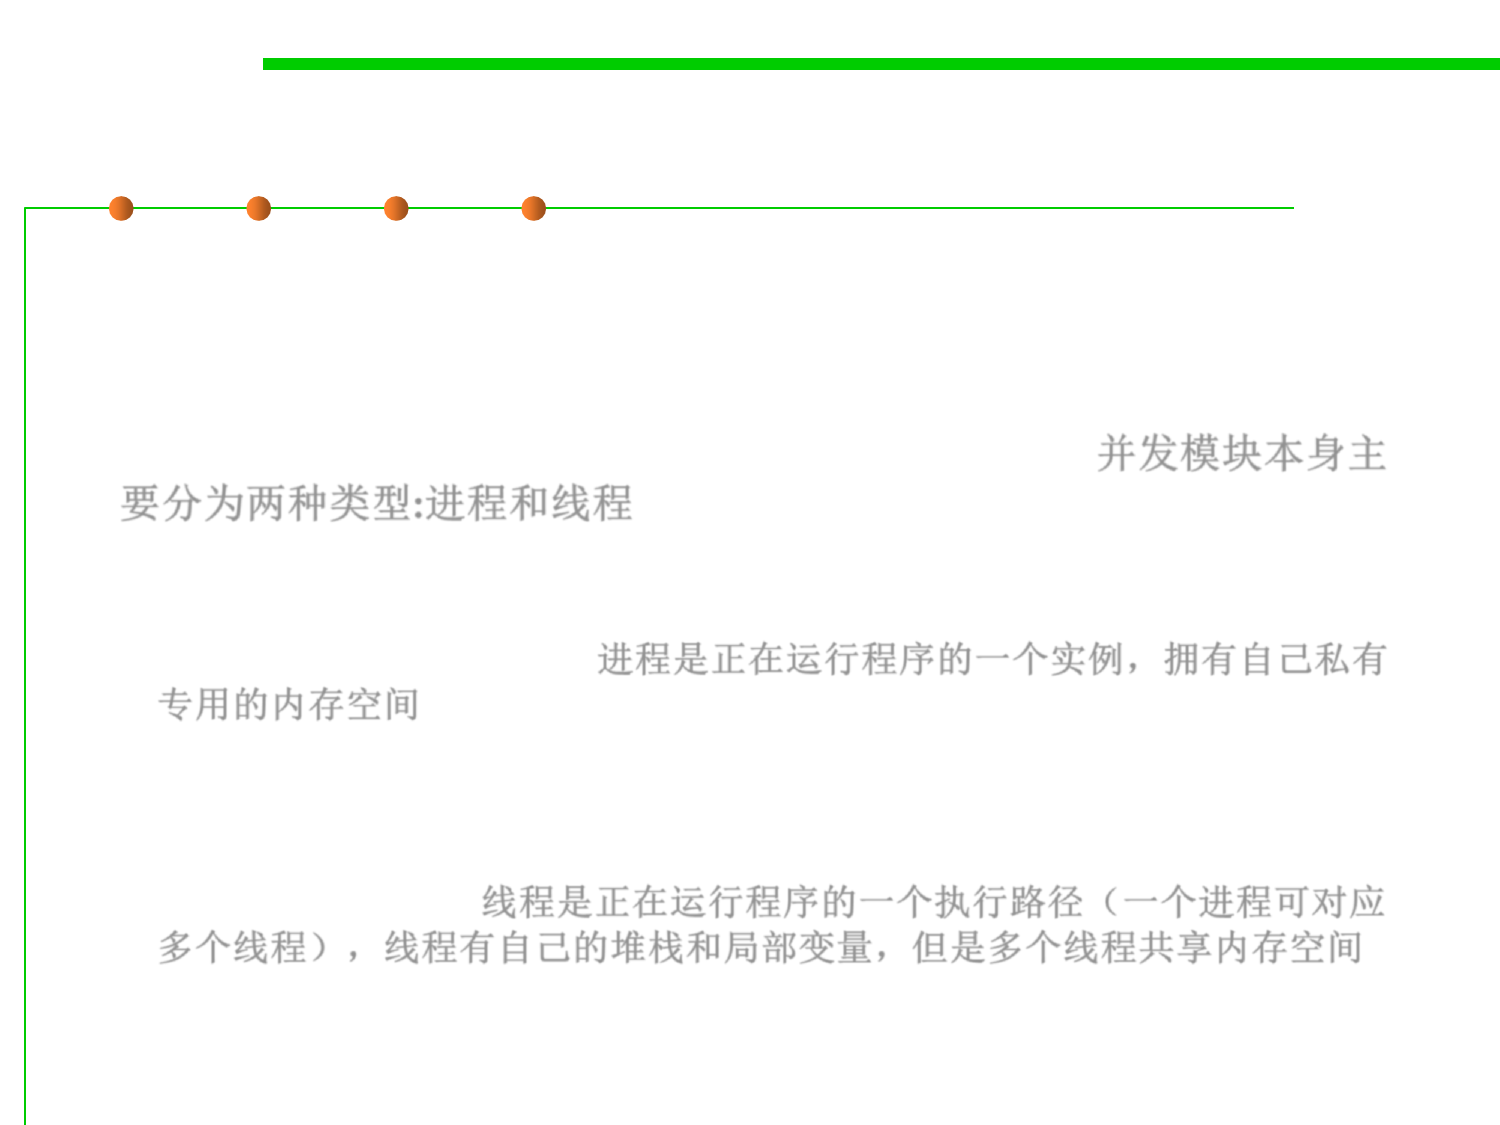 并发模块本身主
要分为两种类型:进程和线程
进程是正在运行程序的一个实例，拥有自己私有
专用的内存空间
线程是正在运行程序的一个执行路径（一个进程可对应
多个线程），线程有自己的堆栈和局部变量，但是多个线程共享内存空间